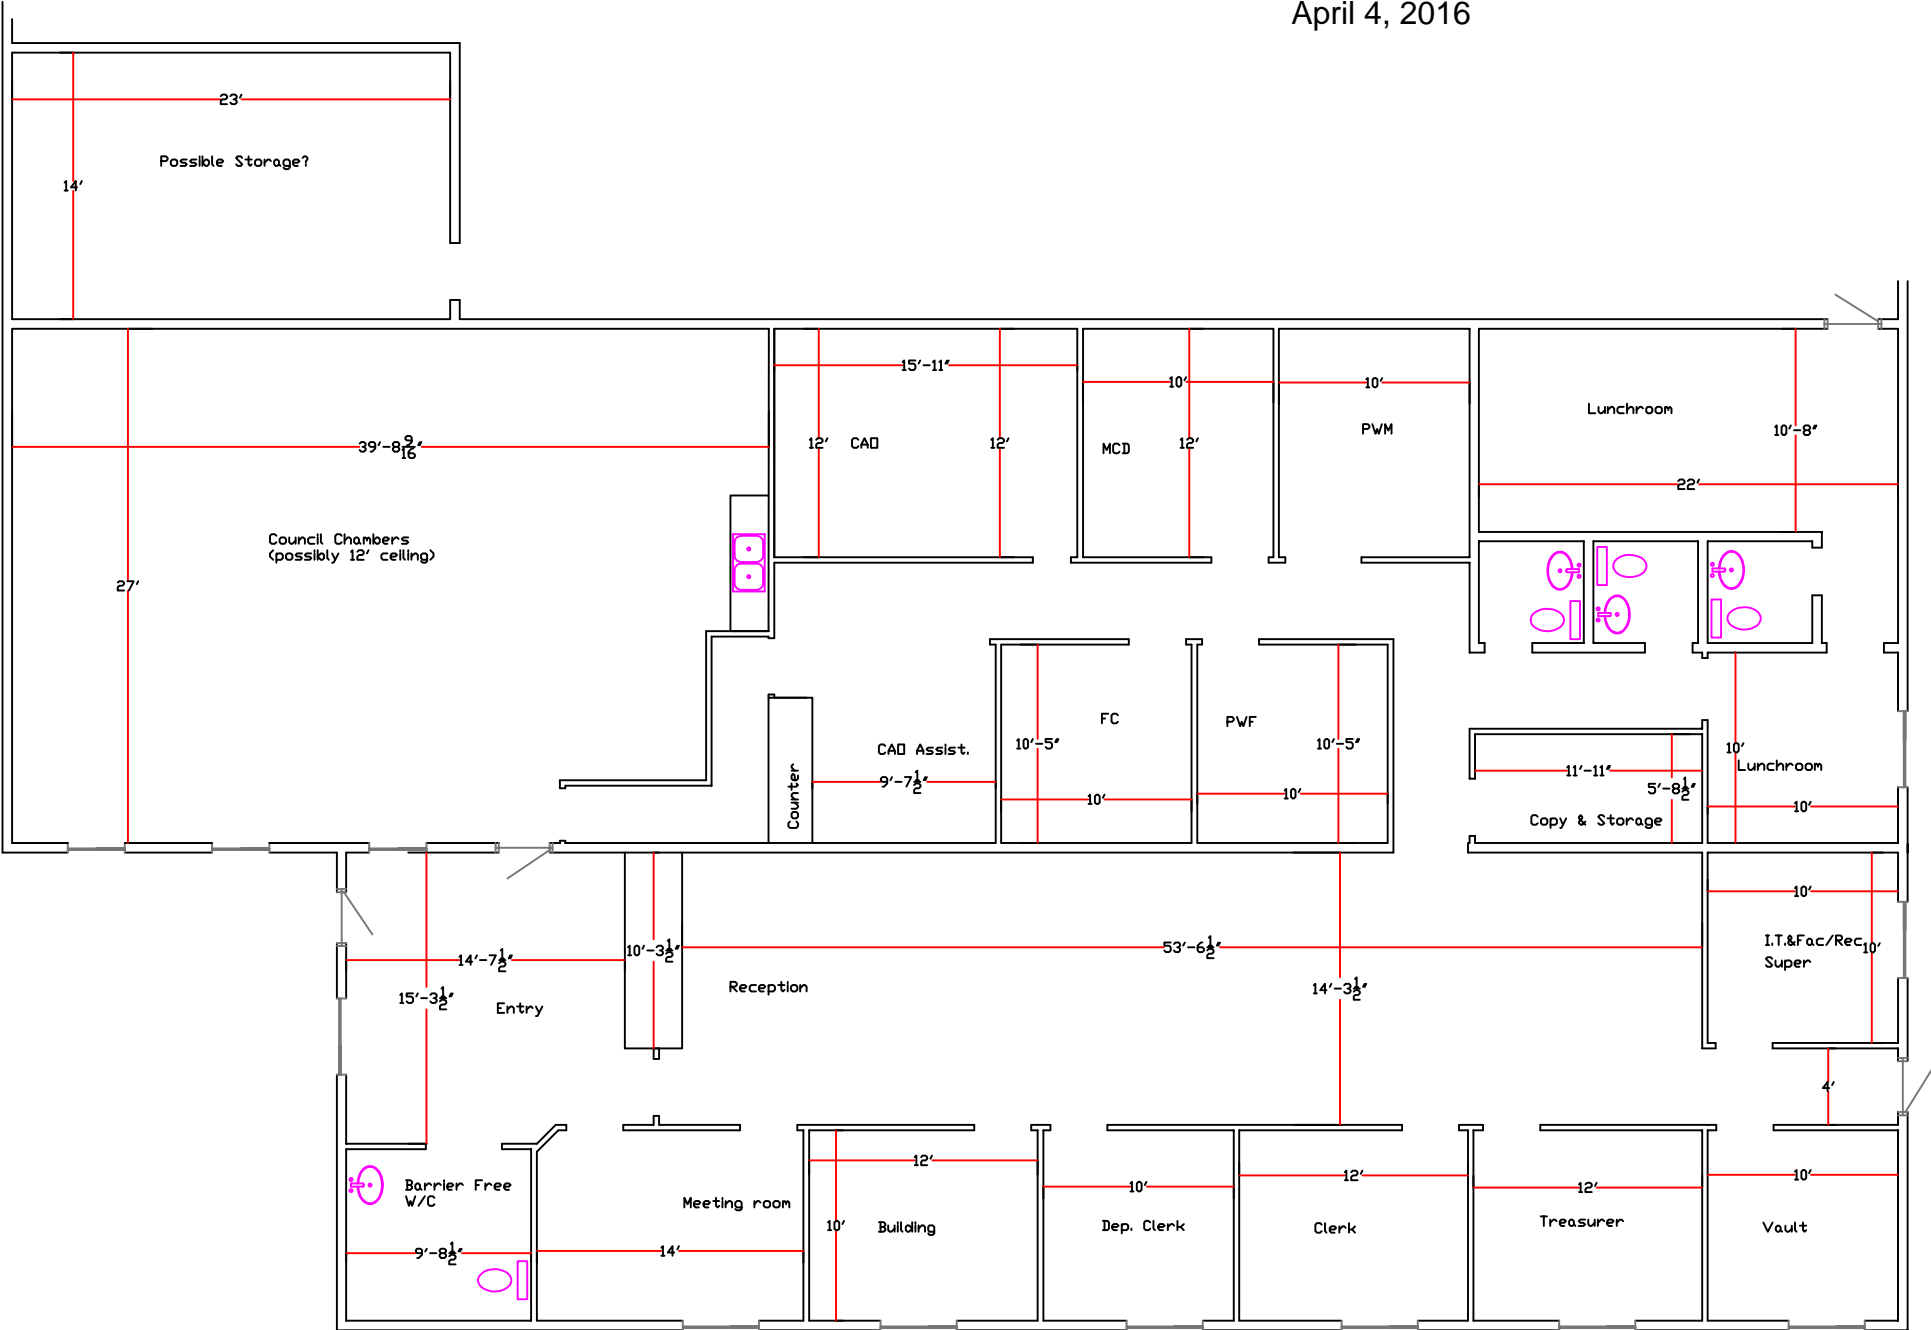 April 4, 2016
23'
Possible Storage?
14'
15'-11"
10'
10'
Lunchroom
10'-8"
39'-8 9/16"
12'
CAO
12'
MCD
12'
PWM
22'
Council Chambers
(possibly 12' ceiling)
27'
FC
PWF
10'-5"
10'-5"
CAO Assist.
9'-7 1/2"
Counter
10'
10'
10'
Lunchroom
11'-11"
5'-8 1/2"
10'
Copy & Storage
10'
I.T.&Fac/Rec
Super
10'
14'-7 1/2"
10'-3 1/2"
53'-6 1/2"
15'-3 1/2"
Entry
Reception
14'-3 1/2"
4'
Barrier Free
W/C
9'-8 1/2"
Meeting room
14'
12'
10'
Building
10'
Dep. Clerk
12'
Clerk
12'
Treasurer
10'
Vault